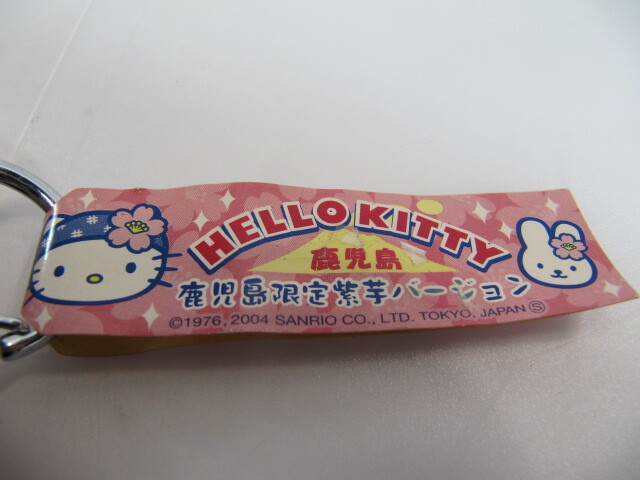 HELLO KITTY
鹿児島
鹿児島限定紫芋バージョン
©1976, 2004 SANRIO CO., LTD. TOKYO, JAPAN Ⓢ